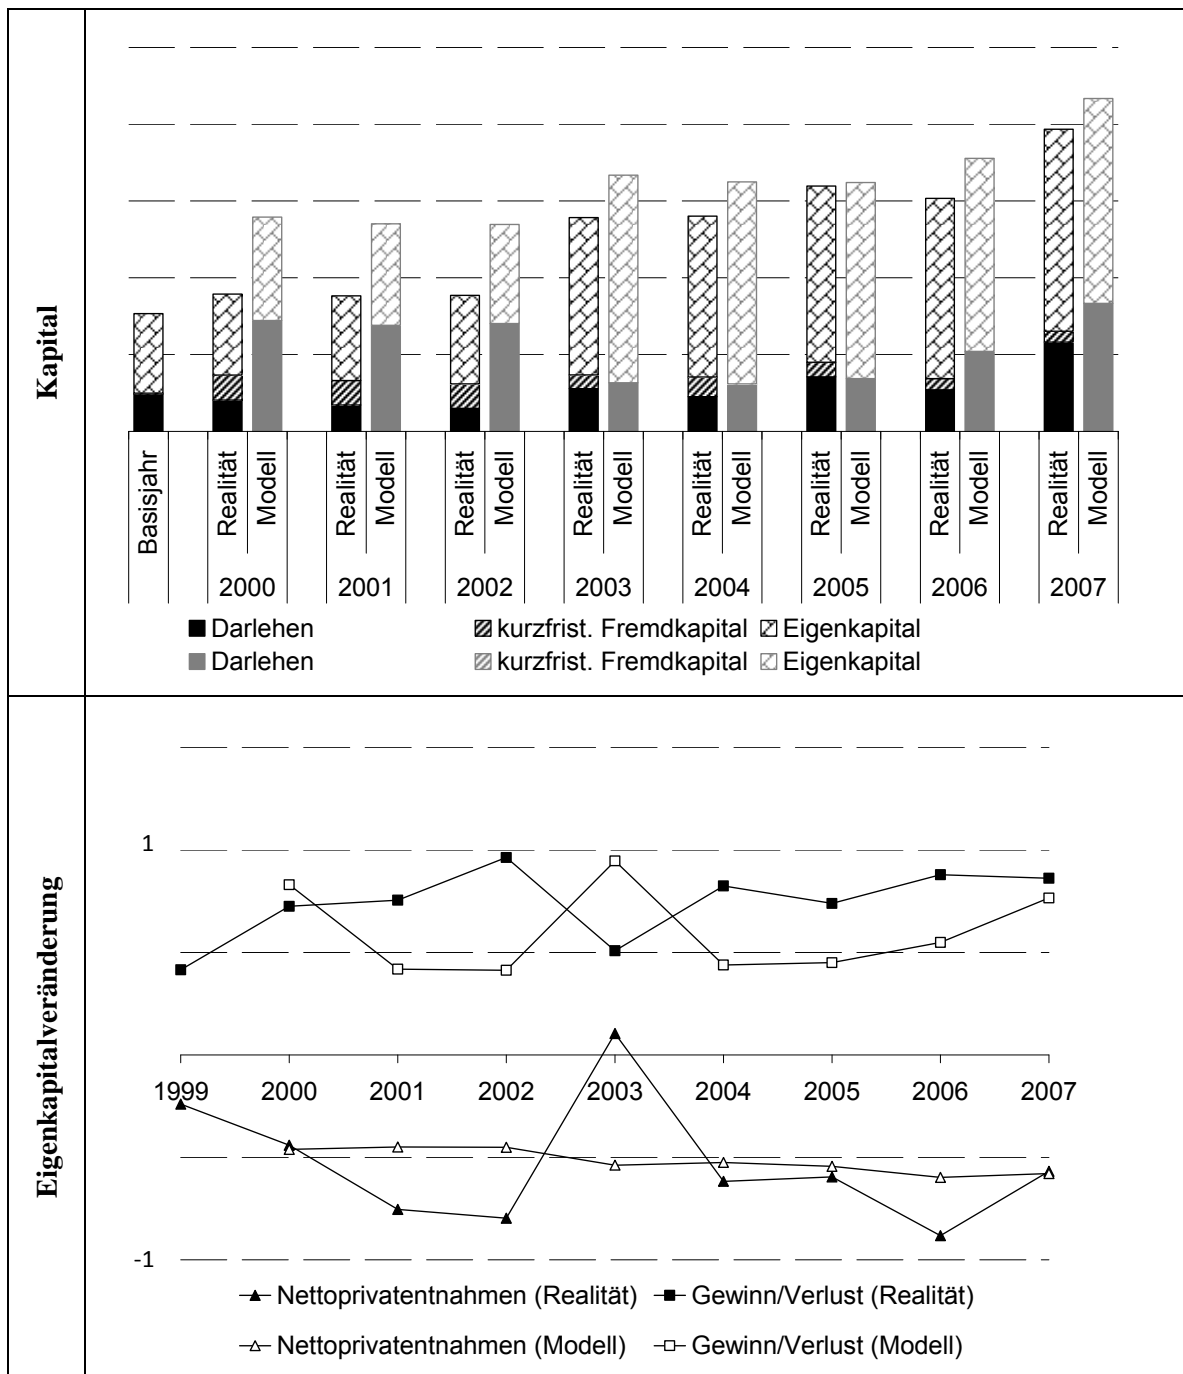 Kapital
Basisjahr
Realität Modell Realität Modell Realität Modell Realität Modell Realität Modell Realität Modell Realität Modell Realität Modell
2000 2001 2002 2003 2004 2005 2006 2007
Darlehen kurzfrist. Fremdkapital Eigenkapital
Darlehen kurzfrist. Fremdkapital Eigenkapital
Eigenkapitalveränderung
1
1999 2000 2001 2002 2003 2004 2005 2006 2007
-1
Nettoprivatentnahmen (Realität) Gewinn/Verlust (Realität)
Nettoprivatentnahmen (Modell) Gewinn/Verlust (Modell)